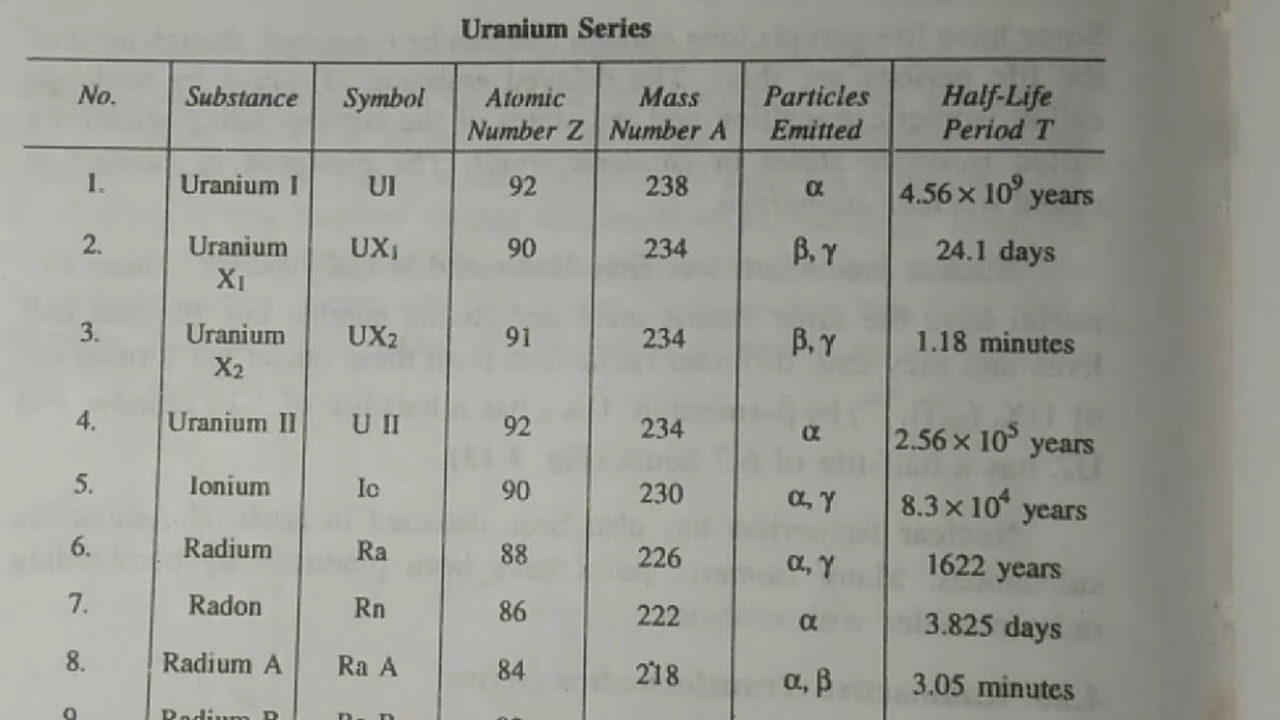 Uranium Series
No. Substance Symbol Atomic Number Z Mass Number A Particles Emitted Half-Life Period T
1. Uranium I UI 92 238 α 4.56 × 10⁹ years
2. Uranium X₁ UX₁ 90 234 β, γ 24.1 days
3. Uranium X₂ UX₂ 91 234 β, γ 1.18 minutes
4. Uranium II U II 92 234 α 2.56 × 10⁵ years
5. Ionium Io 90 230 α, γ 8.3 × 10⁴ years
6. Radium Ra 88 226 α, γ 1622 years
7. Radon Rn 86 222 α 3.825 days
8. Radium A Ra A 84 218 α, β 3.05 minutes
9. Radium B